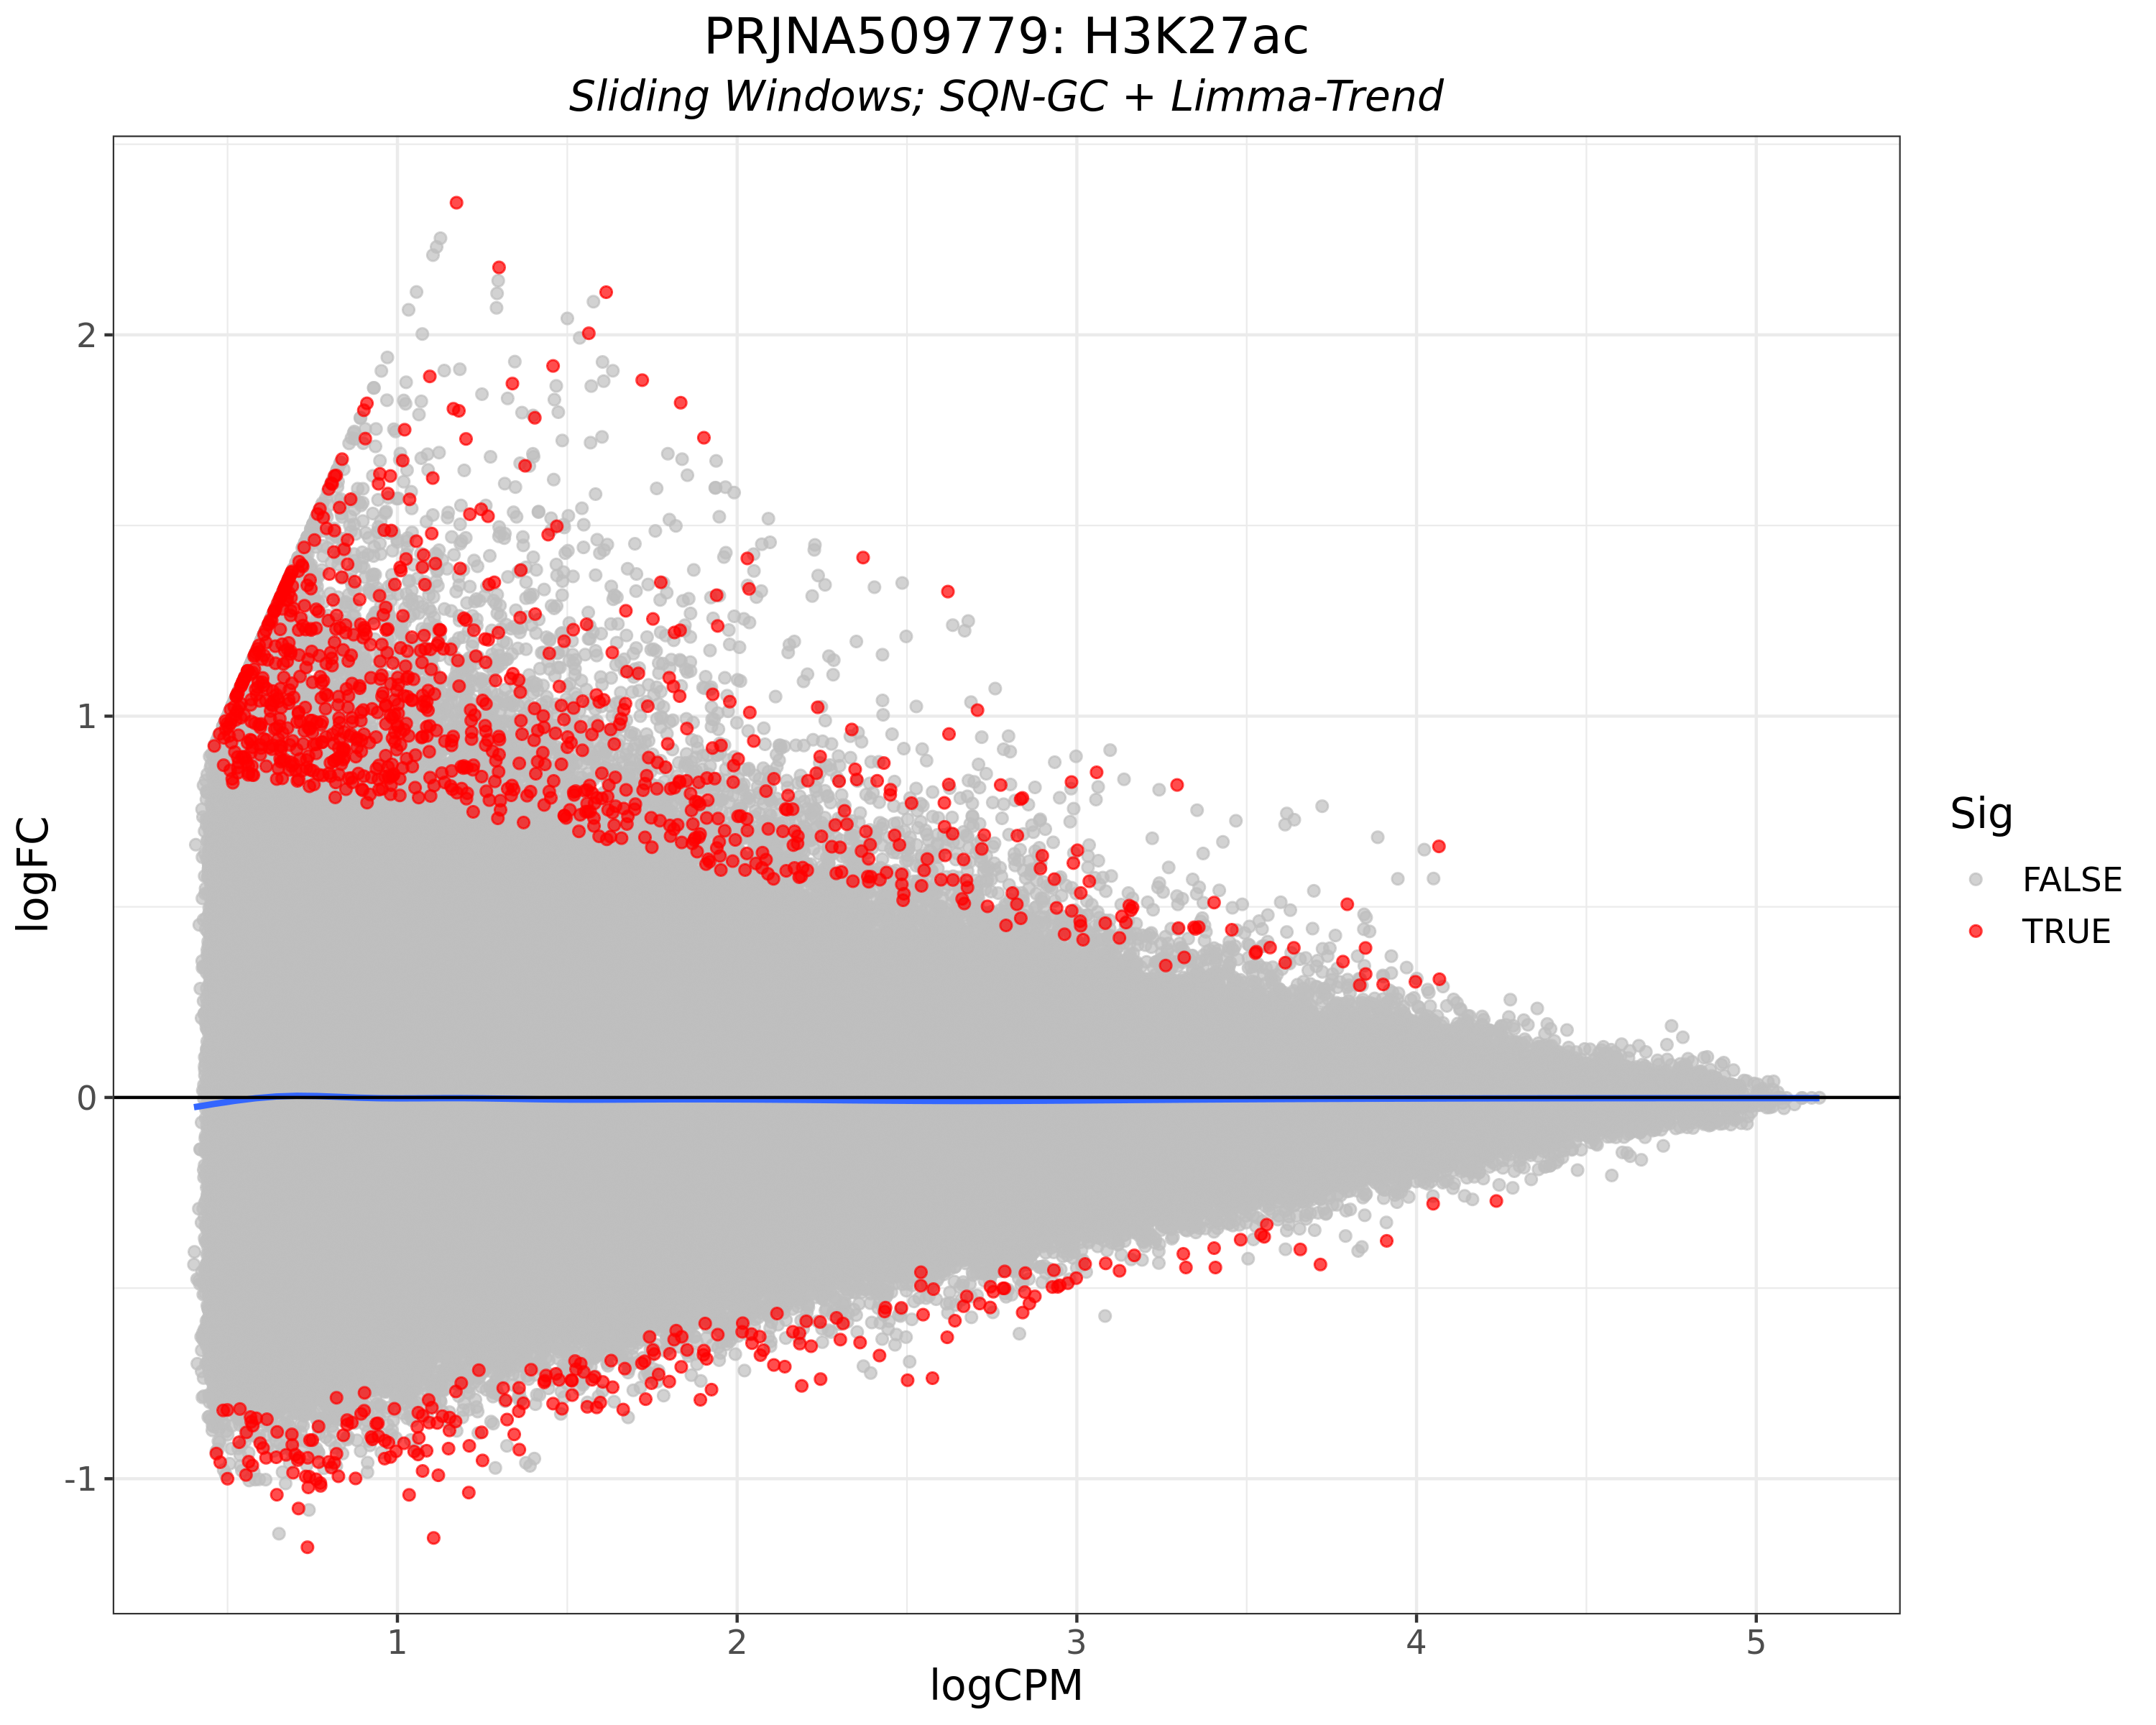 PRJNA509779: H3K27ac
Sliding Windows; SQN-GC + Limma-Trend
logFC
2
1
0
-1
1
2
3
4
5
logCPM
Sig
FALSE
TRUE